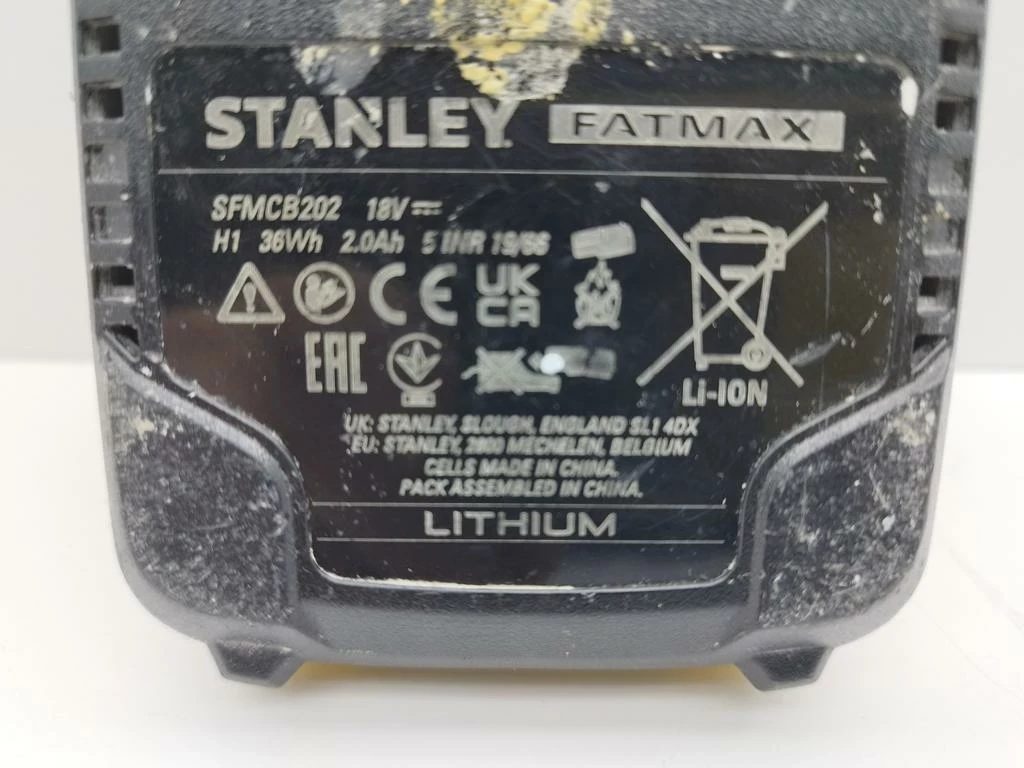 STANLEY FATMAX
SFMCB202 18V
H1 36Wh 2.0Ah 5 INR 19/66
CE UK CA
EAC
Li-ION
UK: STANLEY, SLOUGH, ENGLAND SL1 4DX
EU: STANLEY, 2800 MECHELEN, BELGIUM
CELLS MADE IN CHINA.
PACK ASSEMBLED IN CHINA.
LITHIUM